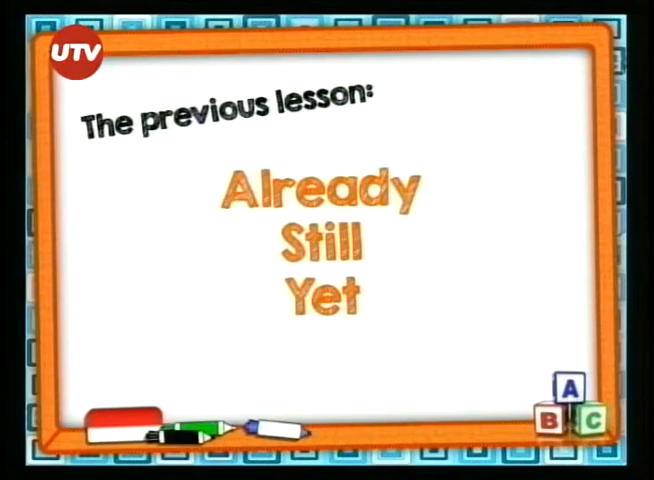 UTV
The previous lesson:
Already
Still
Yet
A
B C